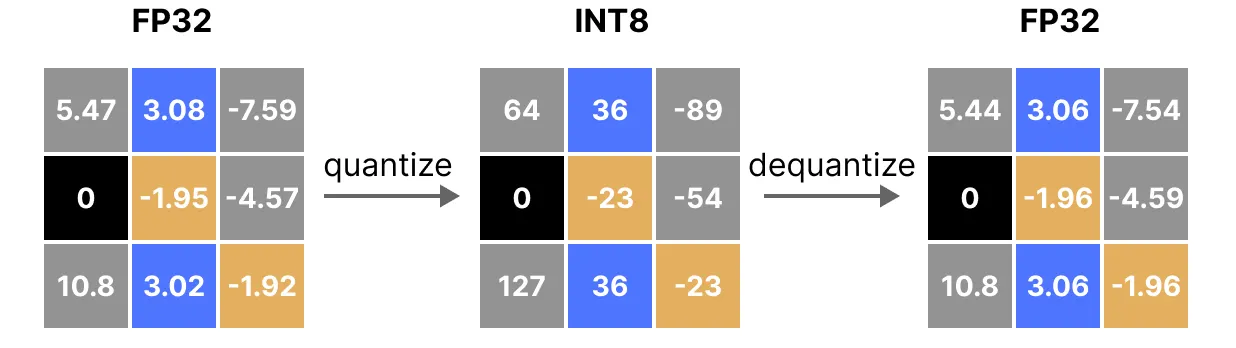 FP32 INT8 FP32
5.47 3.08 -7.59 64 36 -89 5.44 3.06 -7.54
quantize dequantize
0 -1.95 -4.57 0 -23 -54 0 -1.96 -4.59
10.8 3.02 -1.92 127 36 -23 10.8 3.06 -1.96